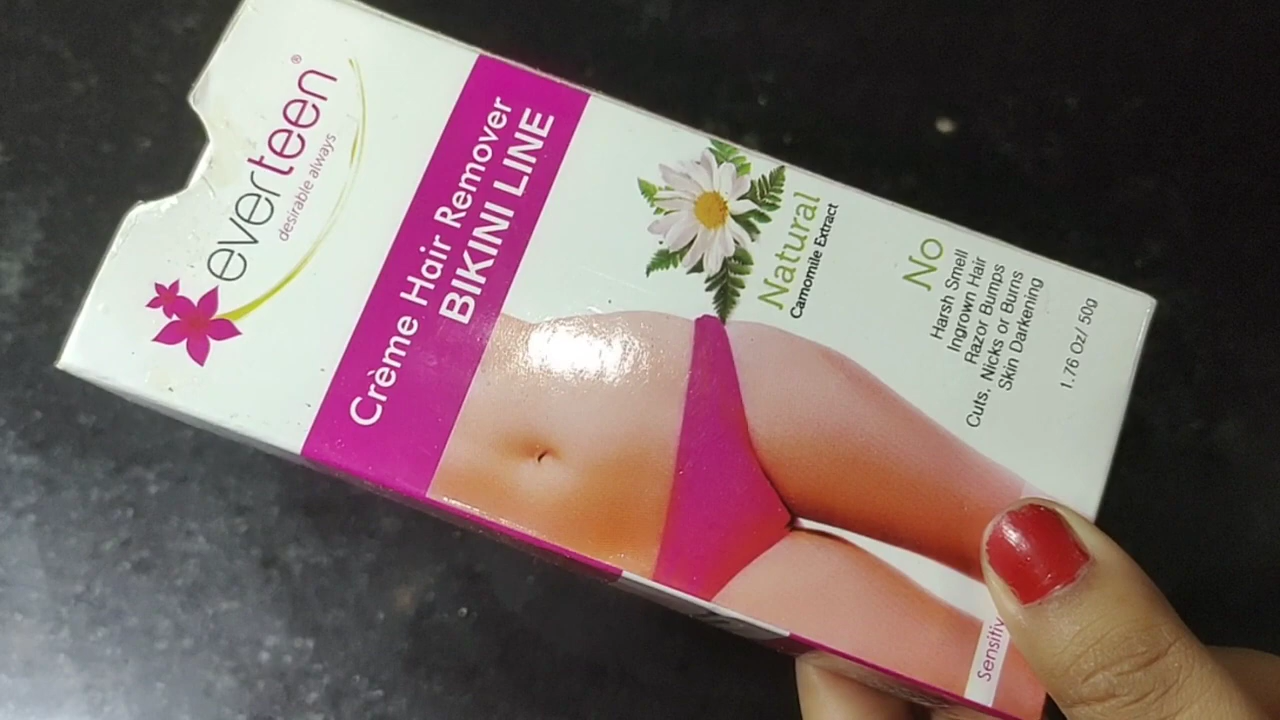 everteen®
desirable always
Crème Hair Remover
BIKINI LINE
Natural
Camomile Extract
No
Harsh Smell
Ingrown Hair
Razor Bumps
Cuts, Nicks or Burns
Skin Darkening
1.76 Oz/ 50g